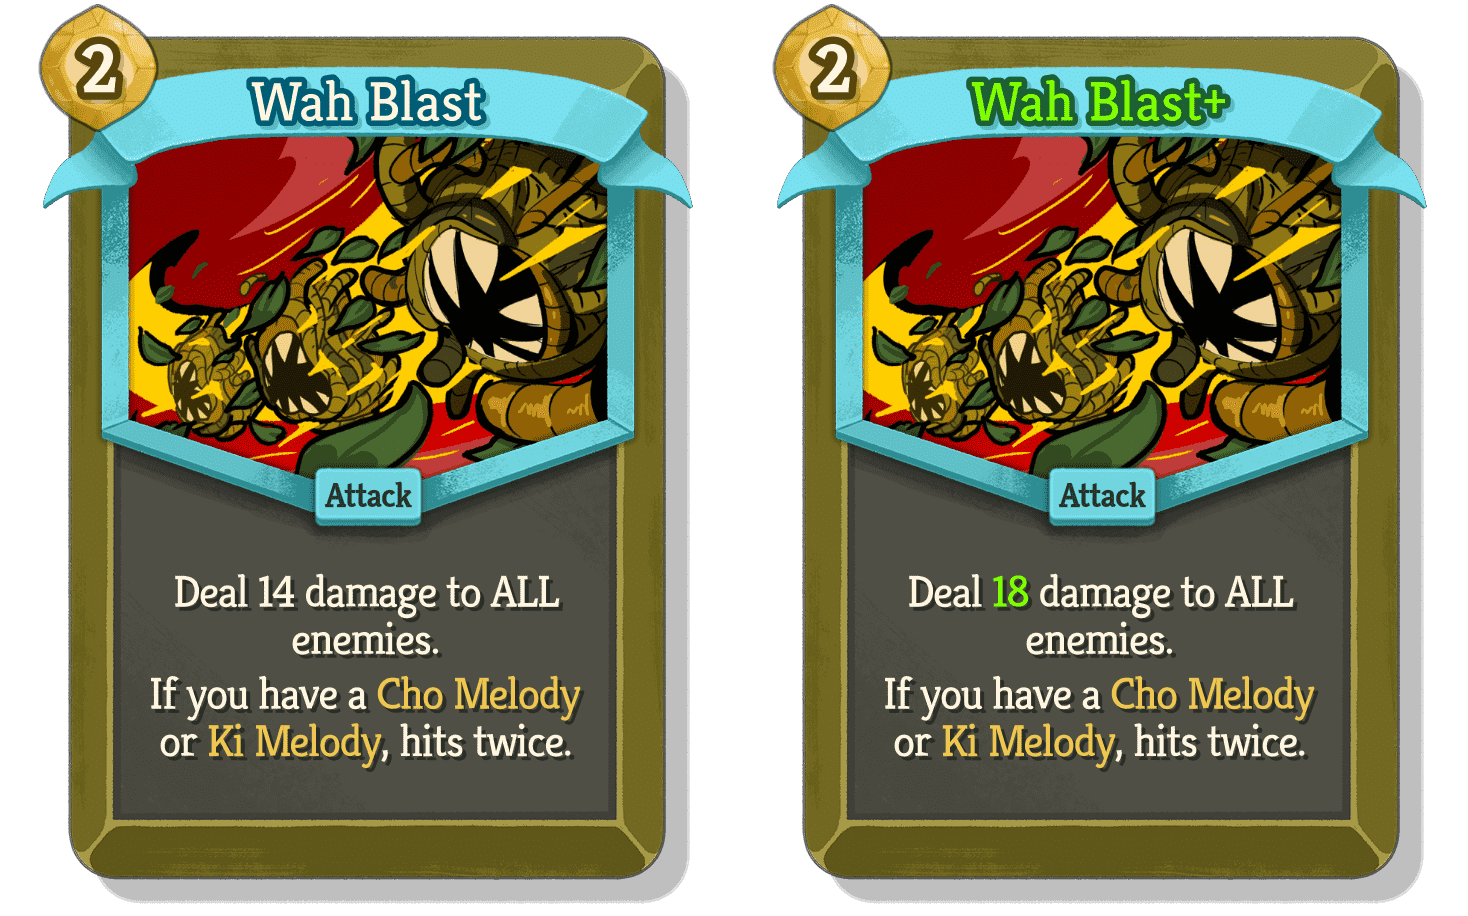 2
Wah Blast
Attack
Deal 14 damage to ALL
enemies.
If you have a Cho Melody
or Ki Melody, hits twice.
2
Wah Blast+
Attack
Deal 18 damage to ALL
enemies.
If you have a Cho Melody
or Ki Melody, hits twice.